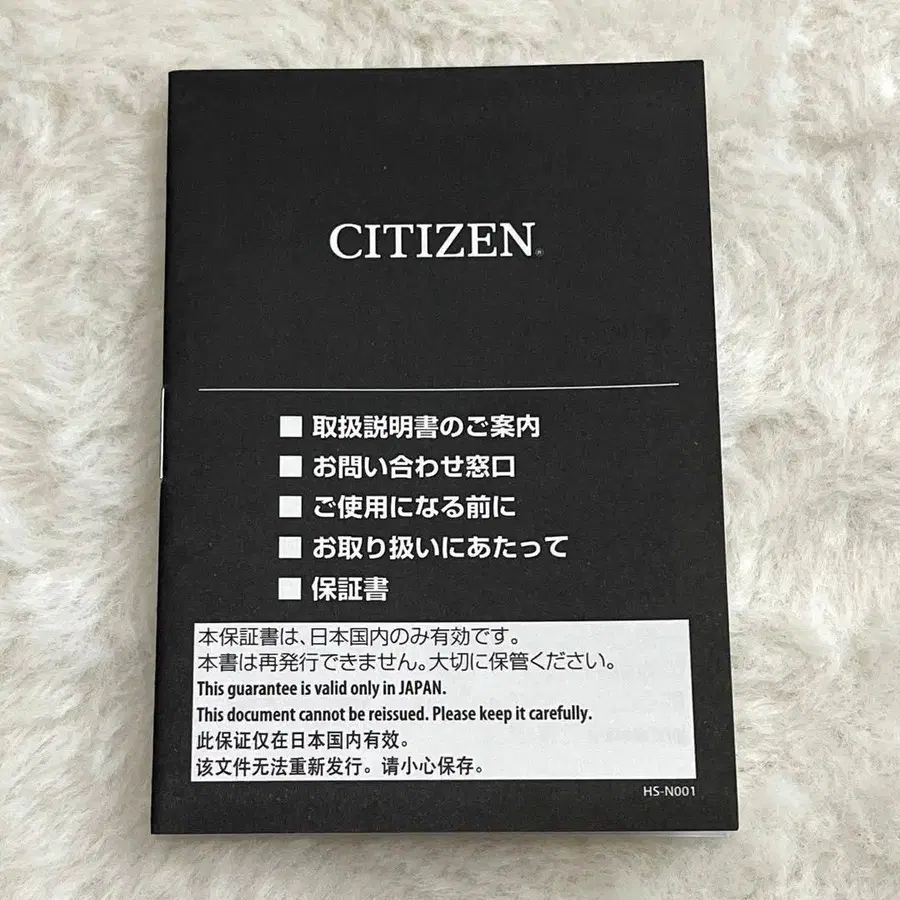 CITIZEN®
■ 取扱説明書のご案内
■ お問い合わせ窓口
■ ご使用になる前に
■ お取り扱いにあたって
■ 保証書
本保証書は、日本国内のみ有効です。
本書は再発行できません。大切に保管ください。
This guarantee is valid only in JAPAN.
This document cannot be reissued. Please keep it carefully.
此保证仅在日本国内有效。
该文件无法重新发行。请小心保存。
HS-N001